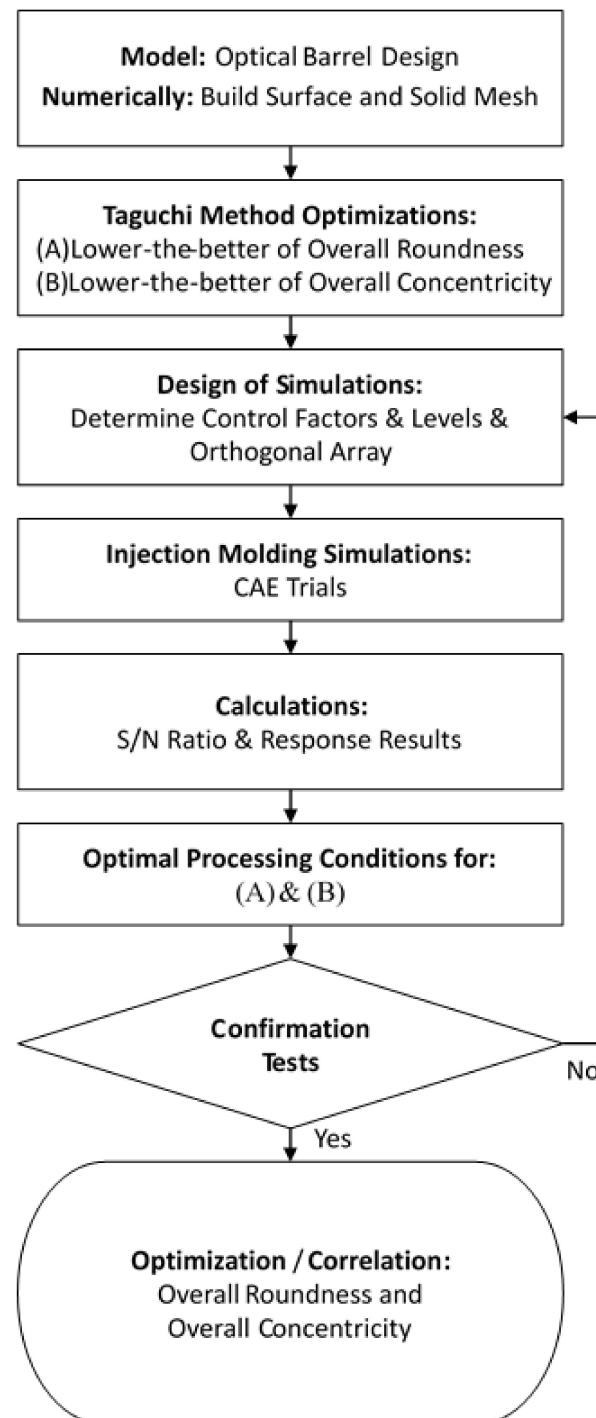 Model: Optical Barrel Design
Numerically: Build Surface and Solid Mesh
Taguchi Method Optimizations:
(A)Lower-the-better of Overall Roundness
(B)Lower-the-better of Overall Concentricity
Design of Simulations:
Determine Control Factors & Levels &
Orthogonal Array
Injection Molding Simulations:
CAE Trials
Calculations:
S/N Ratio & Response Results
Optimal Processing Conditions for:
(A) & (B)
Confirmation
Tests
No
Yes
Optimization / Correlation:
Overall Roundness and
Overall Concentricity